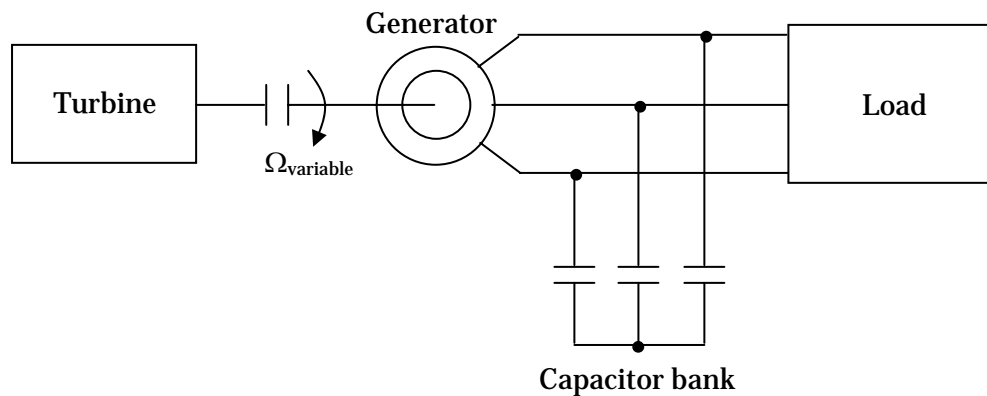 Generator
Turbine
Load
Ωvariable
Capacitor bank